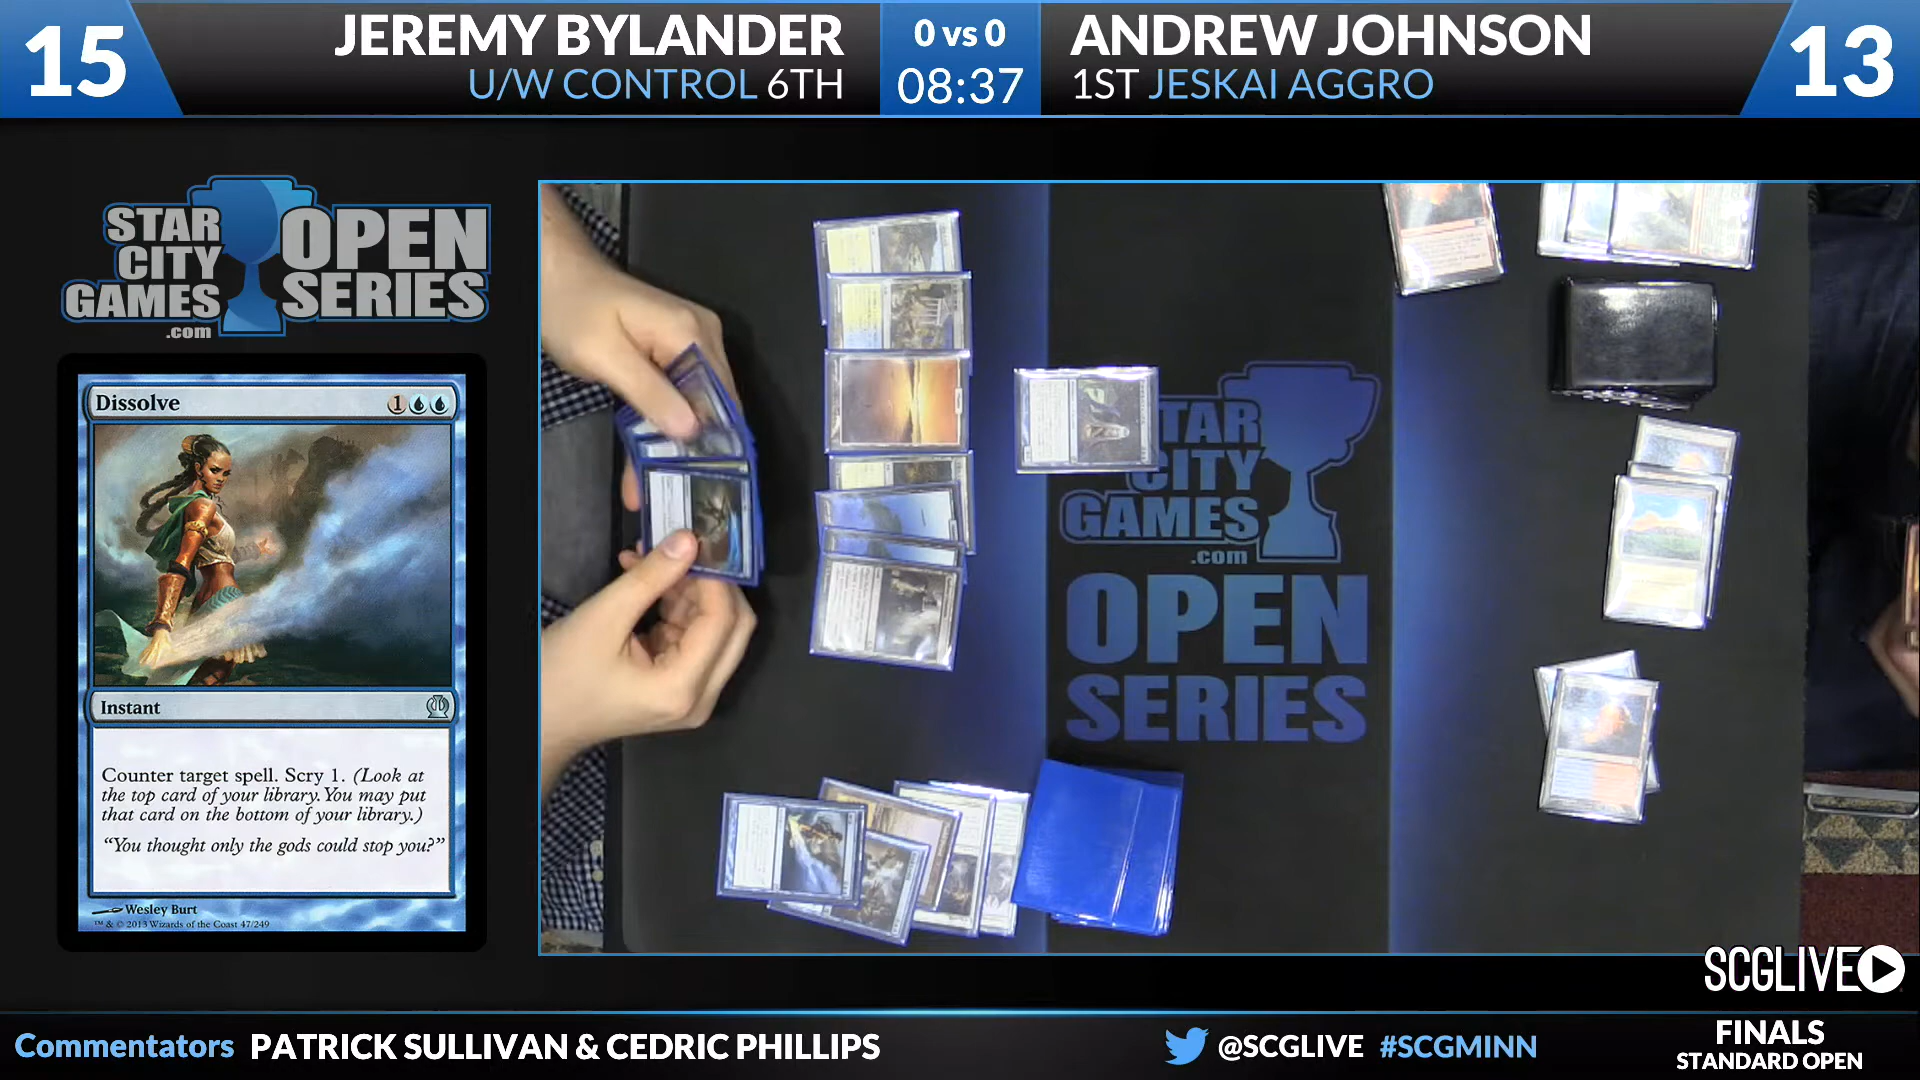 15
JEREMY BYLANDER
U/W CONTROL 6TH
0 vs 0
08:37
ANDREW JOHNSON
1ST JESKAI AGGRO
13
STAR
CITY
GAMES
.com
OPEN
SERIES
Dissolve 1
Instant
Counter target spell. Scry 1. (Look at
the top card of your library. You may put
that card on the bottom of your library.)
"You thought only the gods could stop you?"
Wesley Burt
™ & © 2013 Wizards of the Coast 47/249
TAR
CITY
GAMES
.com
OPEN
SERIES
SCGLIVE
Commentators PATRICK SULLIVAN & CEDRIC PHILLIPS
@SCGLIVE #SCGMINN
FINALS
STANDARD OPEN